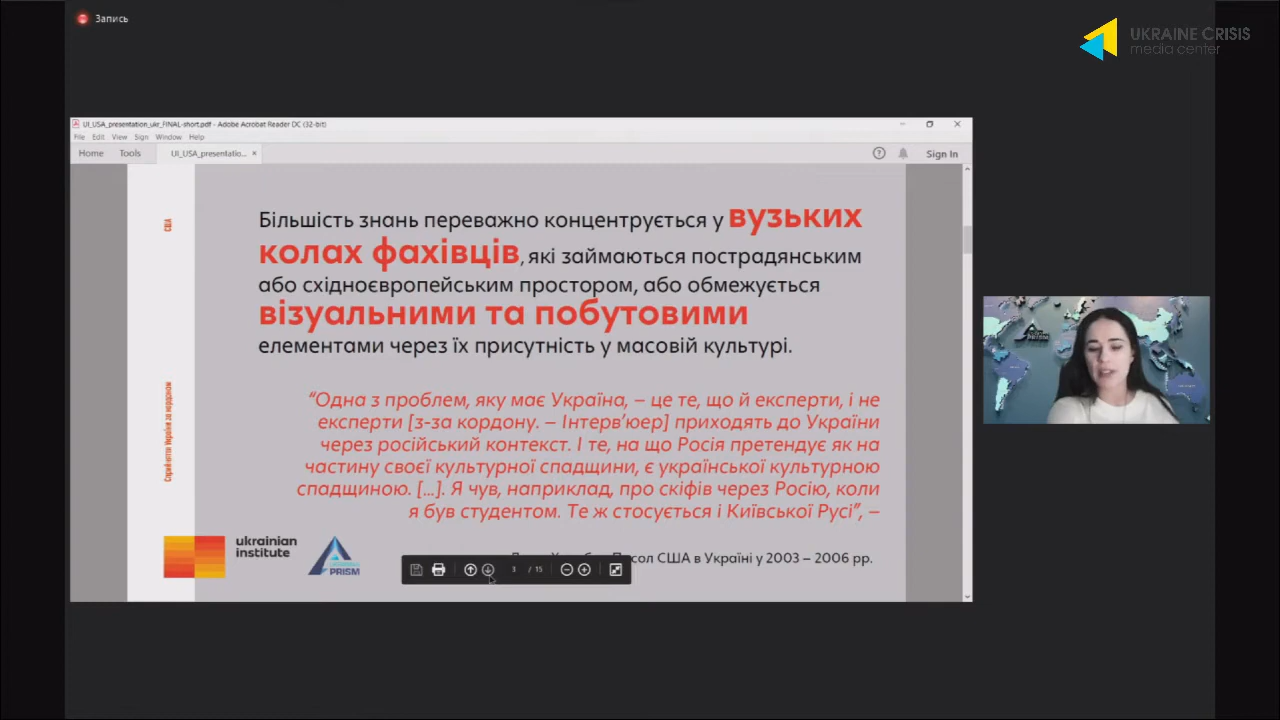 Запись
UKRAINE CRISIS
media center
UI_USA_presentation_ukr_FINAL-short.pdf - Adobe Acrobat Reader DC (32-bit)
File Edit View Sign Window Help
Home Tools UI_USA_presentatio... × Sign In
США
Більшість знань переважно концентрується у вузьких
колах фахівців, які займаються пострадянським
або східноєвропейським простором, або обмежується
візуальними та побутовими
елементами через їх присутність у масовій культурі.
Сприйняття України за кордоном
“Одна з проблем, яку має Україна, – це те, що й експерти, і не
експерти [з-за кордону. – Інтерв’юер] приходять до України
через російський контекст. І те, на що Росія претендує як на
частину своєї культурної спадщини, є української культурною
спадщиною. [...]. Я чув, наприклад, про скіфів через Росію, коли
я був студентом. Те ж стосується і Київської Русі”, –
США в Україні у 2003 – 2006 рр.
ukrainian
institute
PRISM
3 / 15